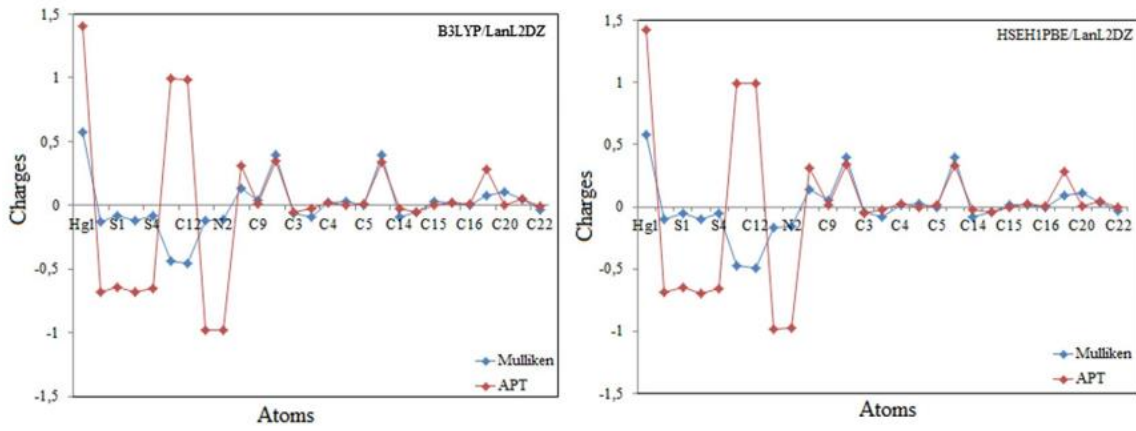 B3LYP/LanL2DZ
1,5
1
0,5
0
-0,5
-1
-1,5
Charges
Hg1 S1 S4 C12 N2 C9 C3 C4 C5 C14 C15 C16 C20 C22
Mulliken
APT
Atoms
HSEH1PBE/LanL2DZ
1,5
1
0,5
0
-0,5
-1
-1,5
Charges
Hg1 S1 S4 C12 N2 C9 C3 C4 C5 C14 C15 C16 C20 C22
Mulliken
APT
Atoms